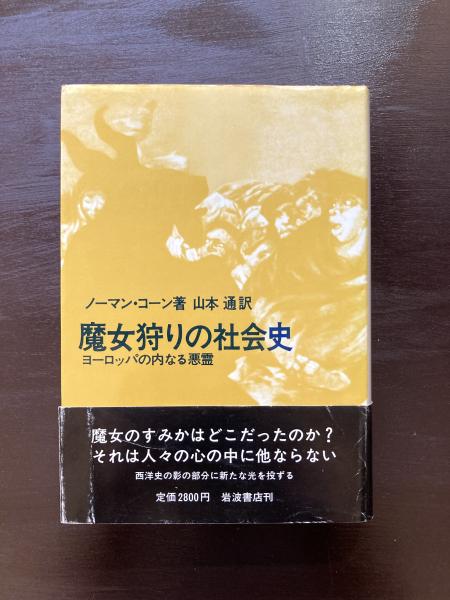 ノーマン・コーン著 山本 通訳
魔女狩りの社会史
ヨーロッパの内なる悪霊
魔女のすみかはどこだったのか?
それは人々の心の中に他ならない
西洋史の影の部分に新たな光を投ずる
定価2800円 岩波書店刊